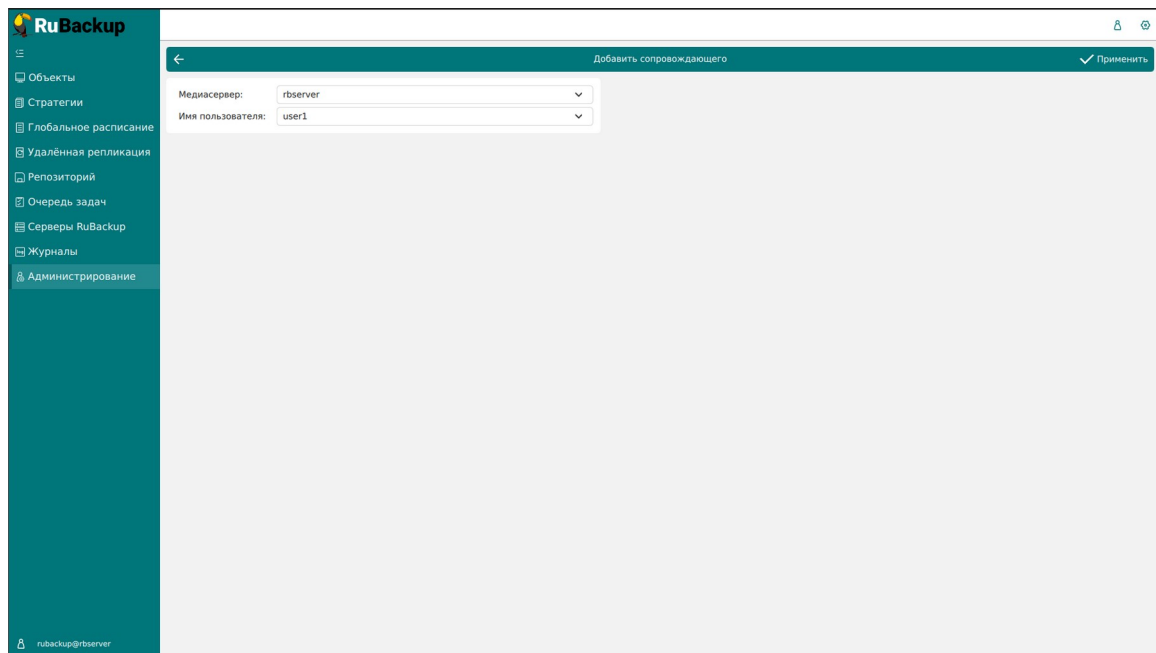 RuBackup
Добавить сопровождающего
Применить
Объекты
Стратегии
Глобальное расписание
Удалённая репликация
Репозиторий
Очередь задач
Серверы RuBackup
Журналы
Администрирование
Медиасервер: rbserver
Имя пользователя: user1
rubackup@rbserver